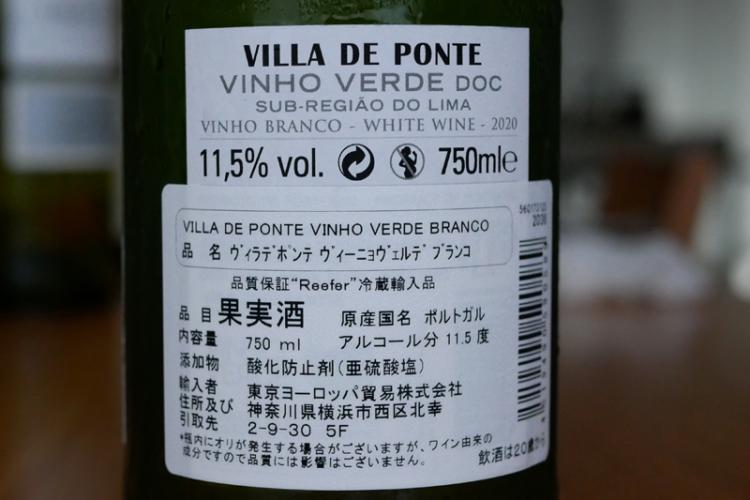 VILLA DE PONTE
VINHO VERDE DOC
SUB-REGIÃO DO LIMA
VINHO BRANCO - WHITE WINE - 2020
11,5% vol. 750ml e
VILLA DE PONTE VINHO VERDE BRANCO
品 名 ヴィラデポンテ ヴィーニョヴェルデ ブランコ
品質保証“Reefer”冷蔵輸入品
品目 果実酒 原産国名 ポルトガル
内容量 750 ml アルコール分 11.5 度
添加物 酸化防止剤(亜硫酸塩)
輸入者 東京ヨーロッパ貿易株式会社
住所及び 神奈川県横浜市西区北幸
引取先 2-9-30 5F
*瓶内にオリが発生する場合がございますが、ワイン由来の
成分ですので品質には影響はございません。
飲酒は20歳から